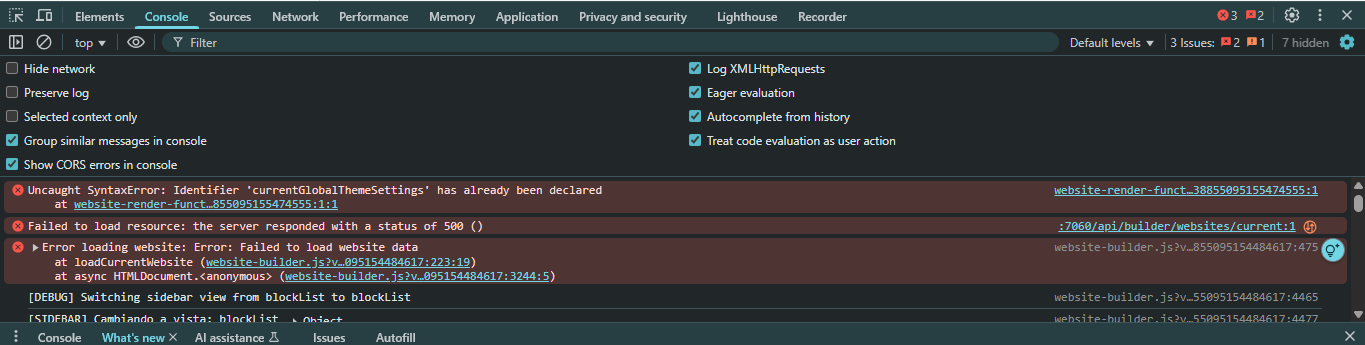 Elements Console Sources Network Performance Memory Application Privacy and security Lighthouse Recorder 3 2
top Filter Default levels 3 Issues: 2 1 7 hidden
Hide network Log XMLHttpRequests
Preserve log Eager evaluation
Selected context only Autocomplete from history
Group similar messages in console Treat code evaluation as user action
Show CORS errors in console
Uncaught SyntaxError: Identifier 'currentGlobalThemeSettings' has already been declared website-render-funct…38855095155474555:1
at website-render-funct…855095155474555:1:1
Failed to load resource: the server responded with a status of 500 () :7060/api/builder/websites/current:1
Error loading website: Error: Failed to load website data website-builder.js?v…855095154484617:475
at loadCurrentWebsite (website-builder.js?v…095154484617:223:19)
at async HTMLDocument.<anonymous> (website-builder.js?v…095154484617:3244:5)
[DEBUG] Switching sidebar view from blockList to blockList website-builder.js?v…55095154484617:4465
[SIDEBAR] Cambiando a vista: blockList Object website-builder.js?v…55095154484617:4477
Console What's new AI assistance Issues Autofill